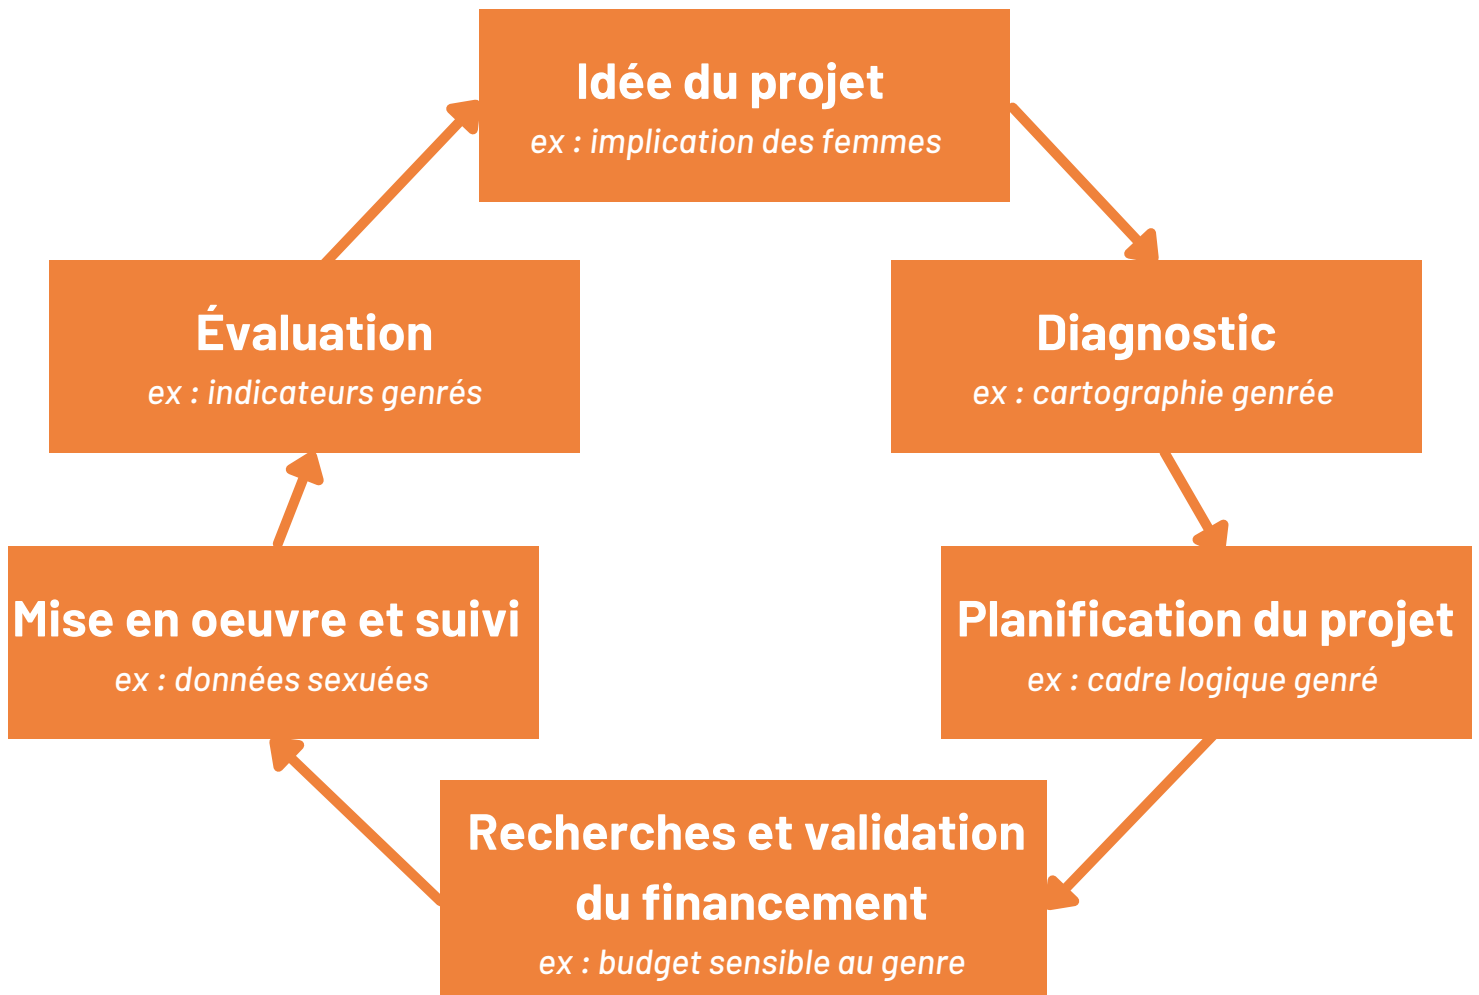 Idée du projet
ex : implication des femmes
Diagnostic
ex : cartographie genrée
Planification du projet
ex : cadre logique genré
Recherches et validation
du financement
ex : budget sensible au genre
Mise en oeuvre et suivi
ex : données sexuées
Évaluation
ex : indicateurs genrés